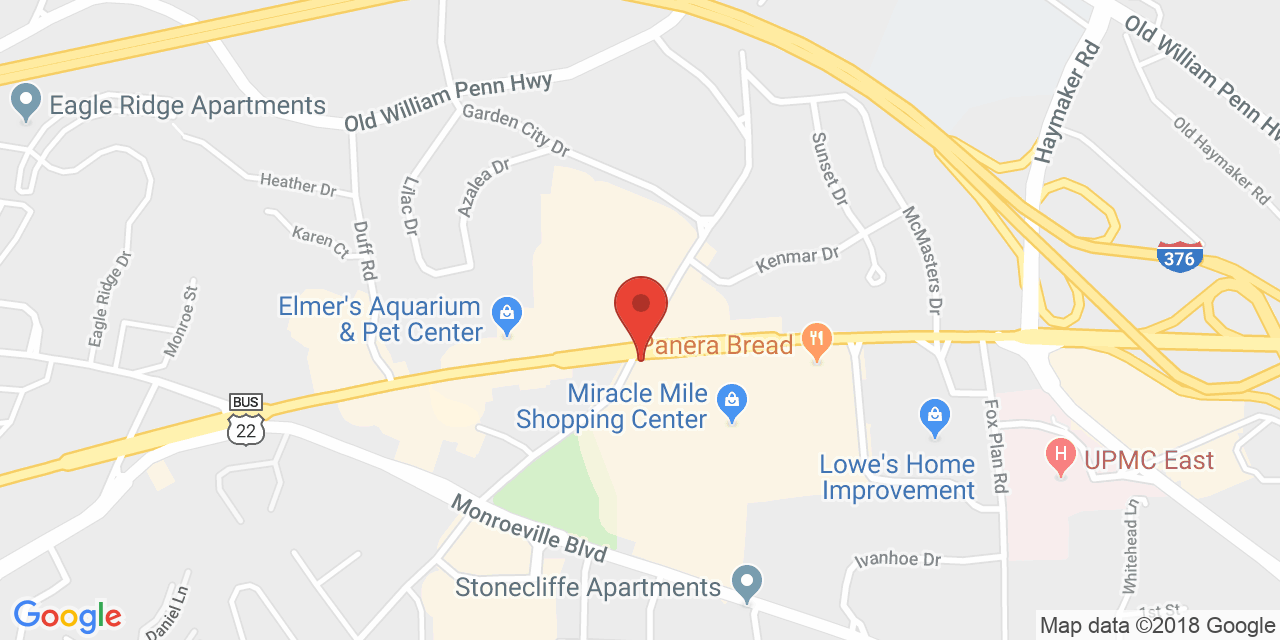 Old William Penn Hwy
Haymaker Rd
Eagle Ridge Apartments
Old William Penn Hwy
Garden City Dr
Old Haymaker Rd
Sunset Dr
Azalea Dr
Heather Dr
Lilac Dr
McMasters Dr
Karen Ct
Duff Rd
Kenmar Dr
376
Eagle Ridge Dr
Monroe St
Elmer's Aquarium
& Pet Center
Panera Bread
Miracle Mile
Shopping Center
BUS
22
Fox Plan Rd
Lowe's Home
Improvement
UPMC East
Monroeville Blvd
Whitehead Ln
Ivanhoe Dr
Stonecliffe Apartments
Daniel Ln
1st St
Google
Map data ©2018 Google